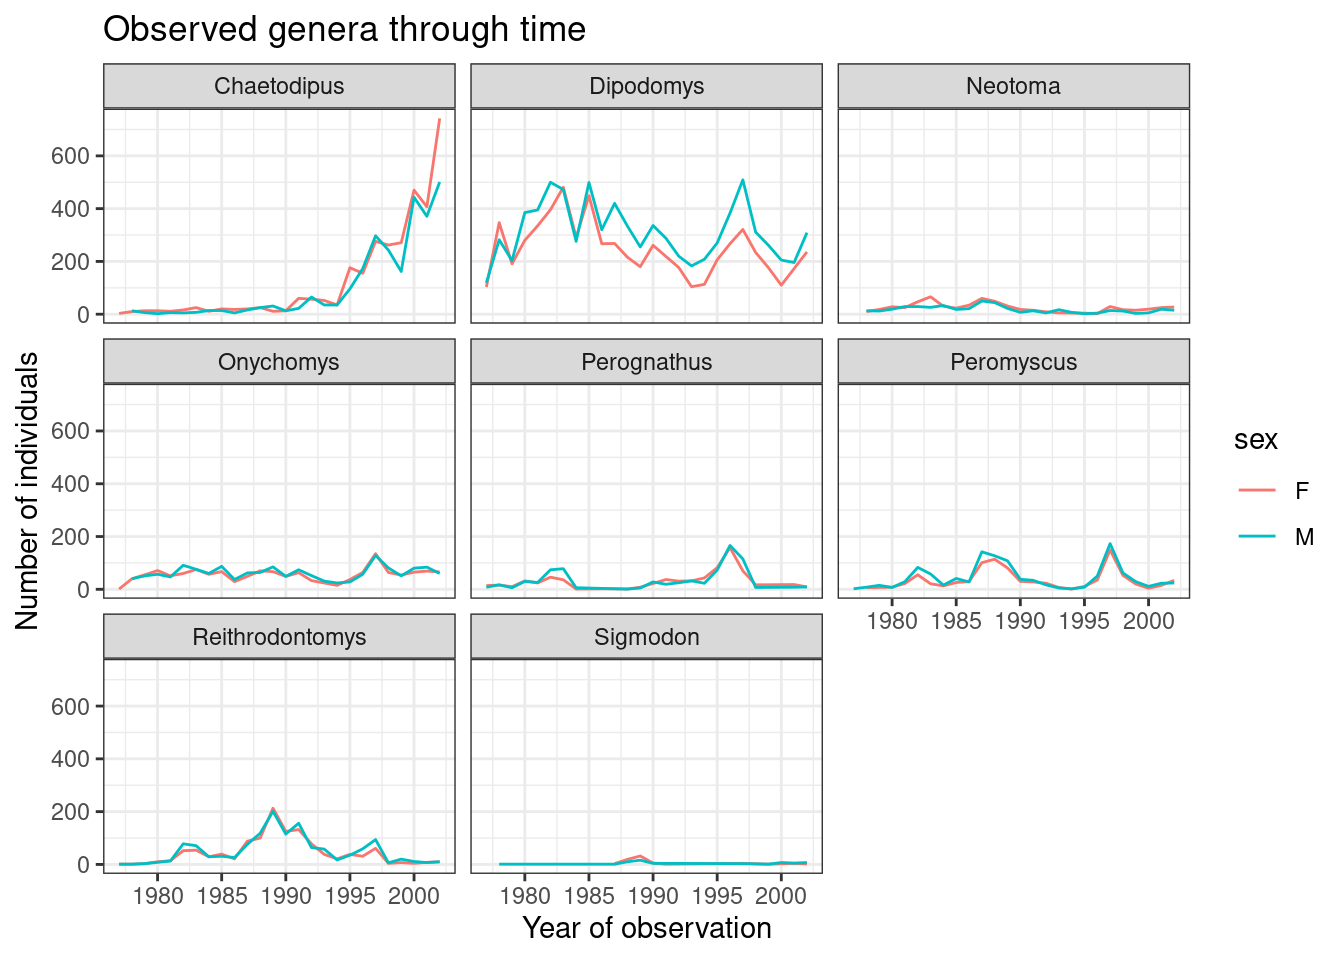 Observed genera through time
Chaetodipus Dipodomys Neotoma
600
400
200
0
Onychomys Perognathus Peromyscus
600
400
200
0
1980 1985 1990 1995 2000
Reithrodontomys Sigmodon
600
400
200
0
1980 1985 1990 1995 2000 1980 1985 1990 1995 2000
Year of observation
Number of individuals
sex
F
M